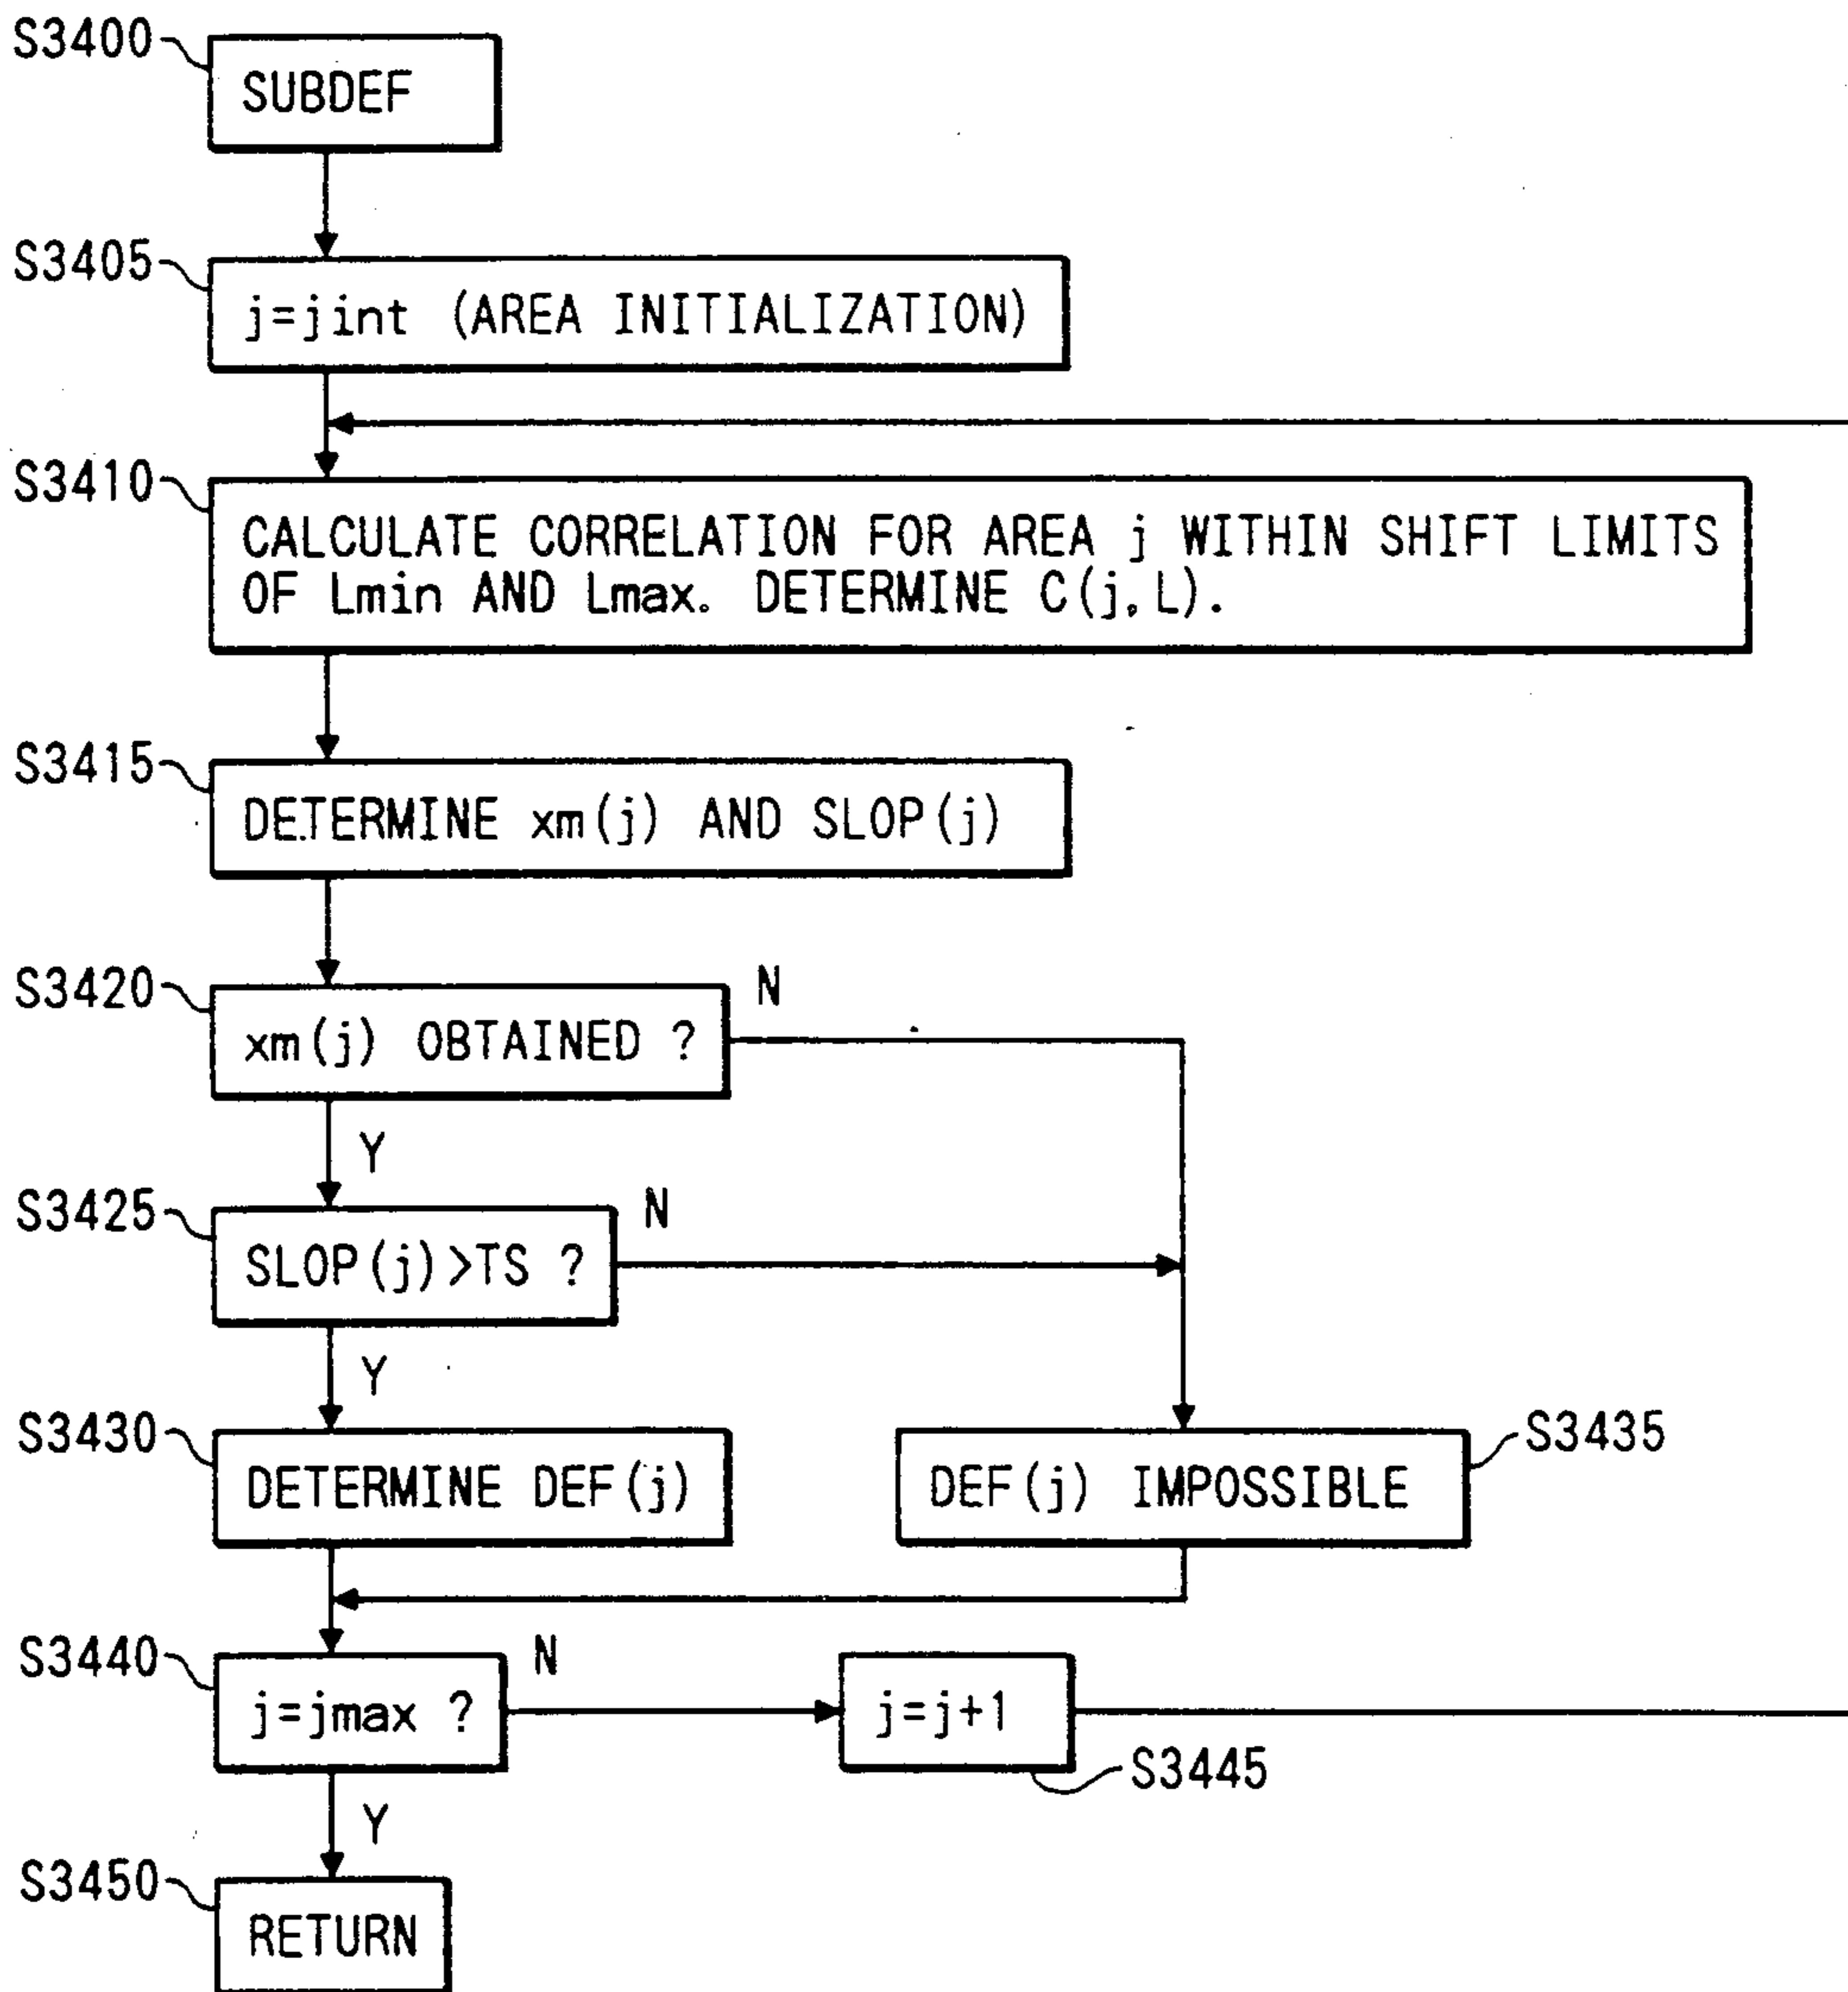 S3400
SUBDEF
S3405
j=jint (AREA INITIALIZATION)
S3410
CALCULATE CORRELATION FOR AREA j WITHIN SHIFT LIMITS
OF Lmin AND Lmax. DETERMINE C(j,L).
S3415
DETERMINE xm(j) AND SLOP(j)
S3420
xm(j) OBTAINED ?
N
Y
S3425
SLOP(j)>TS ?
N
Y
S3430
DETERMINE DEF(j)
DEF(j) IMPOSSIBLE
S3435
S3440
j=jmax ?
N
j=j+1
S3445
Y
S3450
RETURN